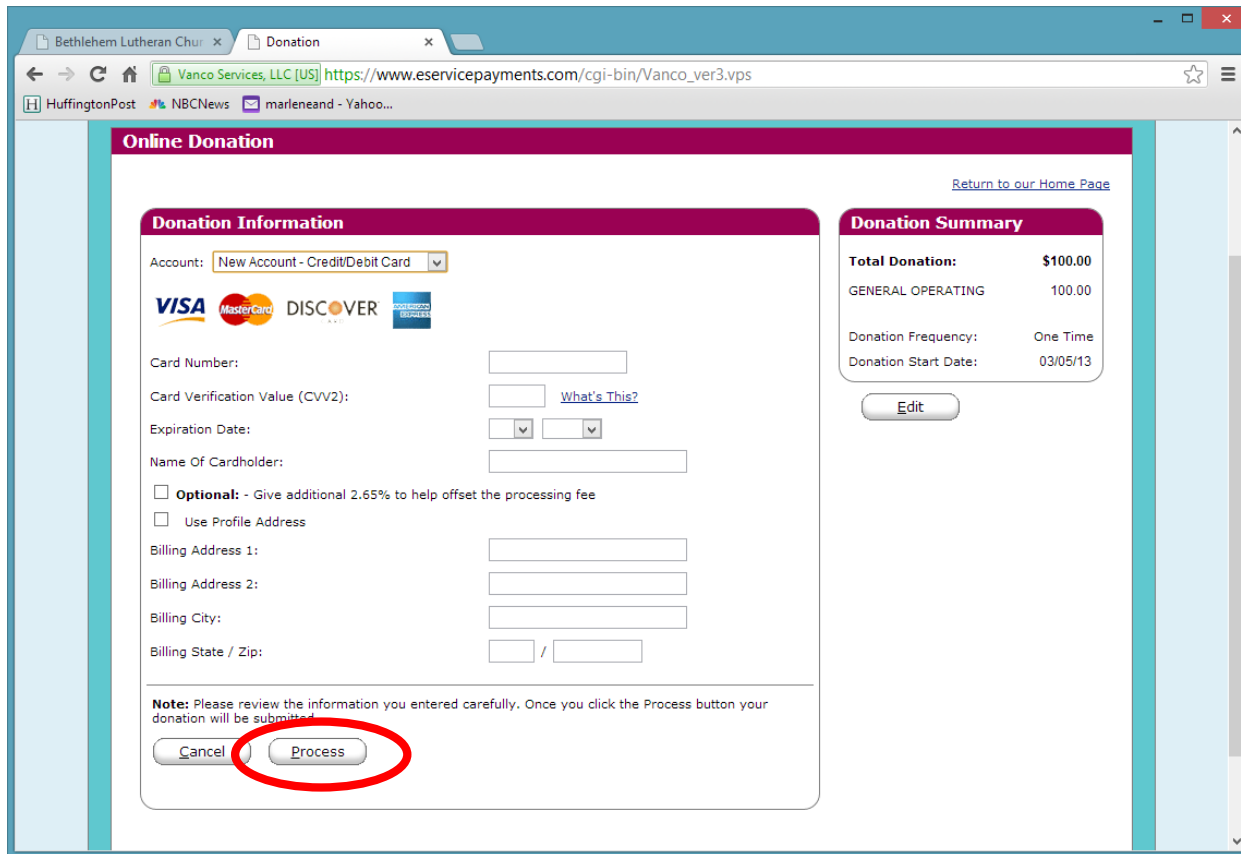 Bethlehem Lutheran Chur
Donation
Vanco Services, LLC [US] https://www.eservicepayments.com/cgi-bin/Vanco_ver3.vps
HuffingtonPost NBCNews marleneand - Yahoo...
Online Donation
Return to our Home Page
Donation Information
Account: New Account - Credit/Debit Card
VISA MasterCard DISCOVER AMERICAN EXPRESS
Card Number:
Card Verification Value (CVV2): What's This?
Expiration Date:
Name Of Cardholder:
Optional: - Give additional 2.65% to help offset the processing fee
Use Profile Address
Billing Address 1:
Billing Address 2:
Billing City:
Billing State / Zip: /
Note: Please review the information you entered carefully. Once you click the Process button your
donation will be submitted
Cancel Process
Donation Summary
Total Donation: $100.00
GENERAL OPERATING 100.00
Donation Frequency: One Time
Donation Start Date: 03/05/13
Edit